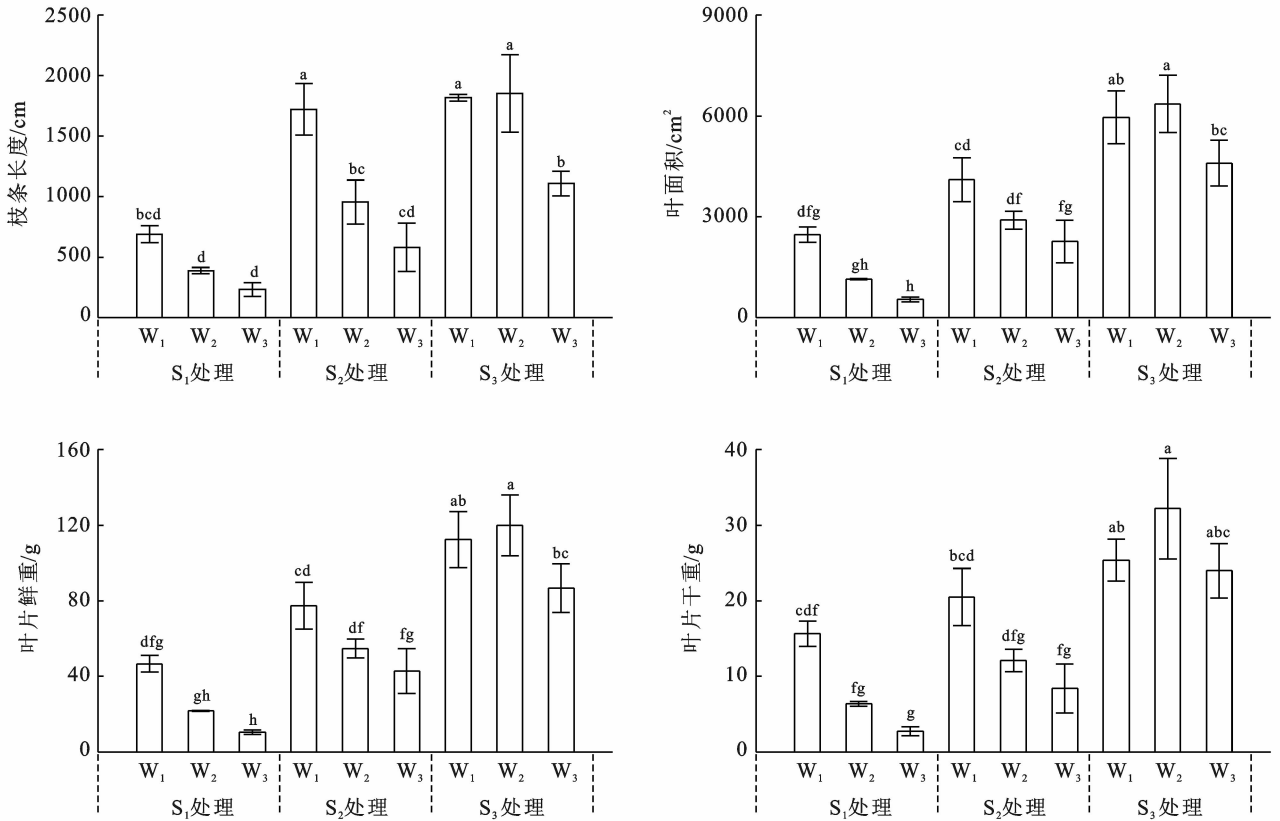 枝条长度/cm
2500
2000
1500
1000
500
0
bcd d d a bc cd a a b
W₁ W₂ W₃ W₁ W₂ W₃ W₁ W₂ W₃
S₁处理 S₂处理 S₃处理
叶面积/cm²
9000
6000
3000
0
dfg gh h cd df fg ab a bc
W₁ W₂ W₃ W₁ W₂ W₃ W₁ W₂ W₃
S₁处理 S₂处理 S₃处理
叶片鲜重/g
160
120
80
40
0
dfg gh h cd df fg ab a bc
W₁ W₂ W₃ W₁ W₂ W₃ W₁ W₂ W₃
S₁处理 S₂处理 S₃处理
叶片干重/g
40
30
20
10
0
cdf fg g bcd dfg fg ab a abc
W₁ W₂ W₃ W₁ W₂ W₃ W₁ W₂ W₃
S₁处理 S₂处理 S₃处理